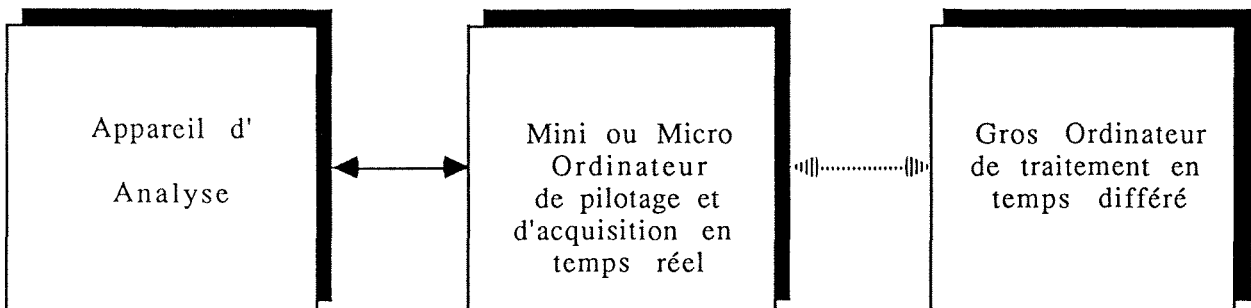 Appareil d'
Analyse
Mini ou Micro
Ordinateur
de pilotage et
d'acquisition en
temps réel
Gros Ordinateur
de traitement en
temps différé